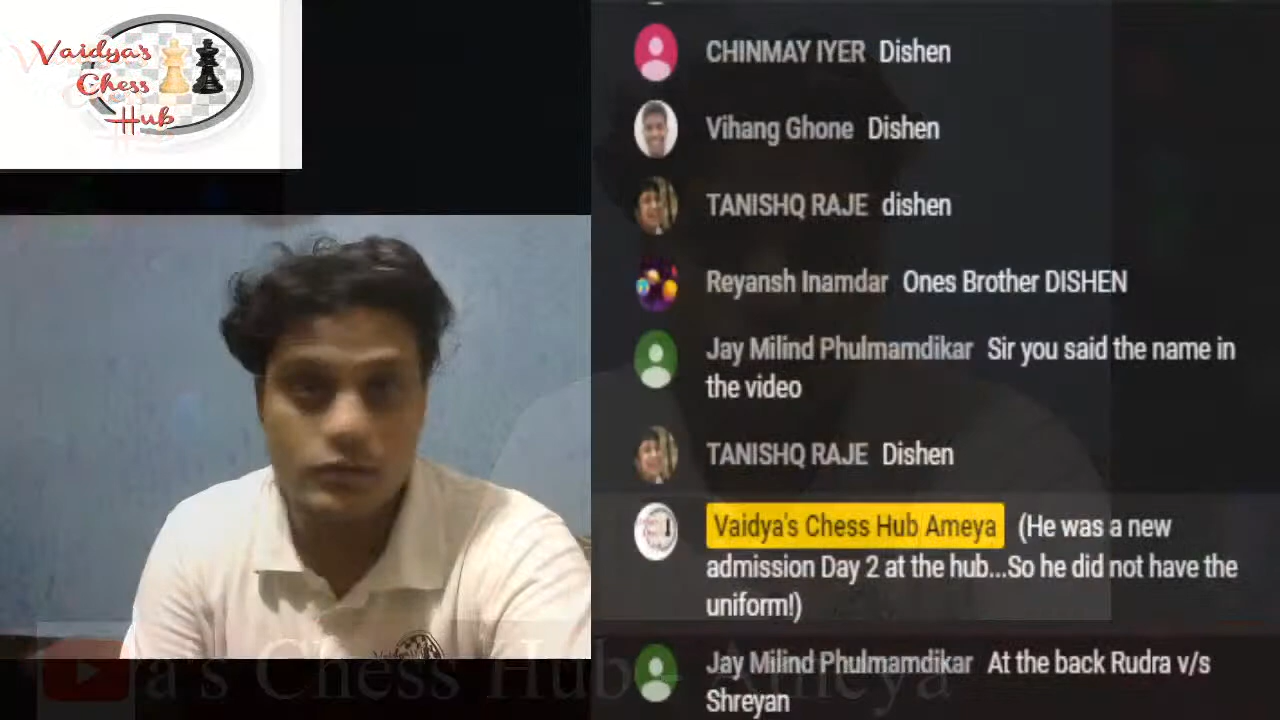 Vaidya's
Chess
Hub
CHINMAY IYER Dishen
Vihang Ghone Dishen
TANISHQ RAJE dishen
Reyansh Inamdar Ones Brother DISHEN
Jay Milind Phulmamdikar Sir you said the name in
the video
TANISHQ RAJE Dishen
Vaidya's Chess Hub Ameya (He was a new
admission Day 2 at the hub...So he did not have the
uniform!)
Jay Milind Phulmamdikar At the back Rudra v/s
Shreyan
a's Chess Hub - Ameya